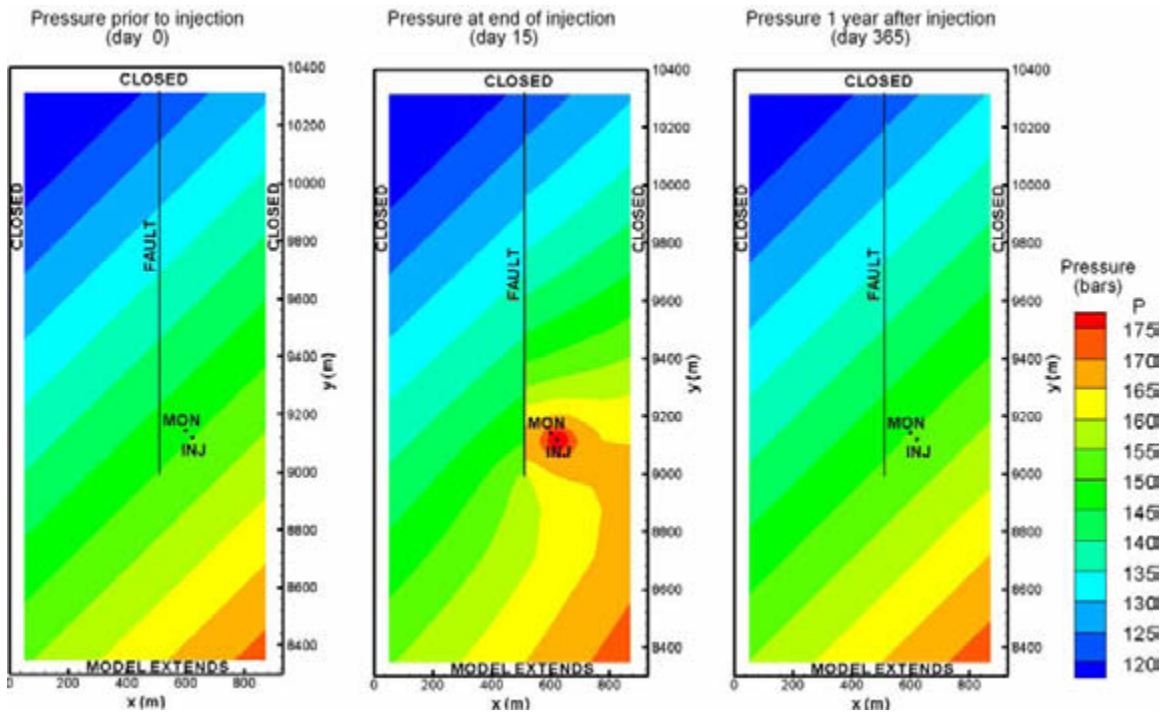 Pressure prior to injection
(day 0)
Pressure at end of injection
(day 15)
Pressure 1 year after injection
(day 365)
CLOSED
CLOSED
CLOSED
FAULT
MON
INJ
MODEL EXTENDS
10400
10200
10000
9800
9600
9400
9200
9000
8800
8600
8400
y (m)
0
200
400
600
800
x (m)
CLOSED
CLOSED
CLOSED
FAULT
MON
INJ
MODEL EXTENDS
10400
10200
10000
9800
9600
9400
9200
9000
8800
8600
8400
y (m)
0
200
400
600
800
x (m)
CLOSED
CLOSED
CLOSED
FAULT
MON
INJ
MODEL EXTENDS
10400
10200
10000
9800
9600
9400
9200
9000
8800
8600
8400
y (m)
0
200
400
600
800
x (m)
Pressure
(bars)
P
175
170
165
160
155
150
145
140
135
130
125
120